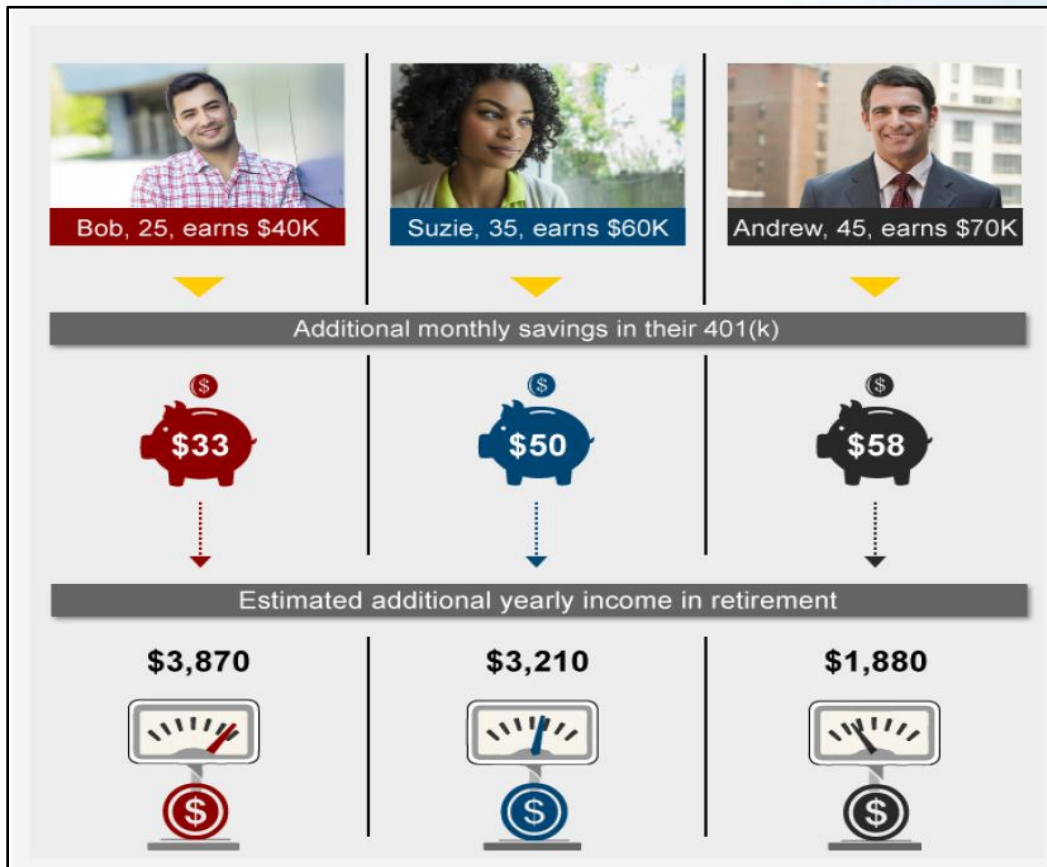 Bob, 25, earns $40K
Suzie, 35, earns $60K
Andrew, 45, earns $70K
Additional monthly savings in their 401(k)
$
$
$
$33
$50
$58
Estimated additional yearly income in retirement
$3,870
$3,210
$1,880
$
$
$